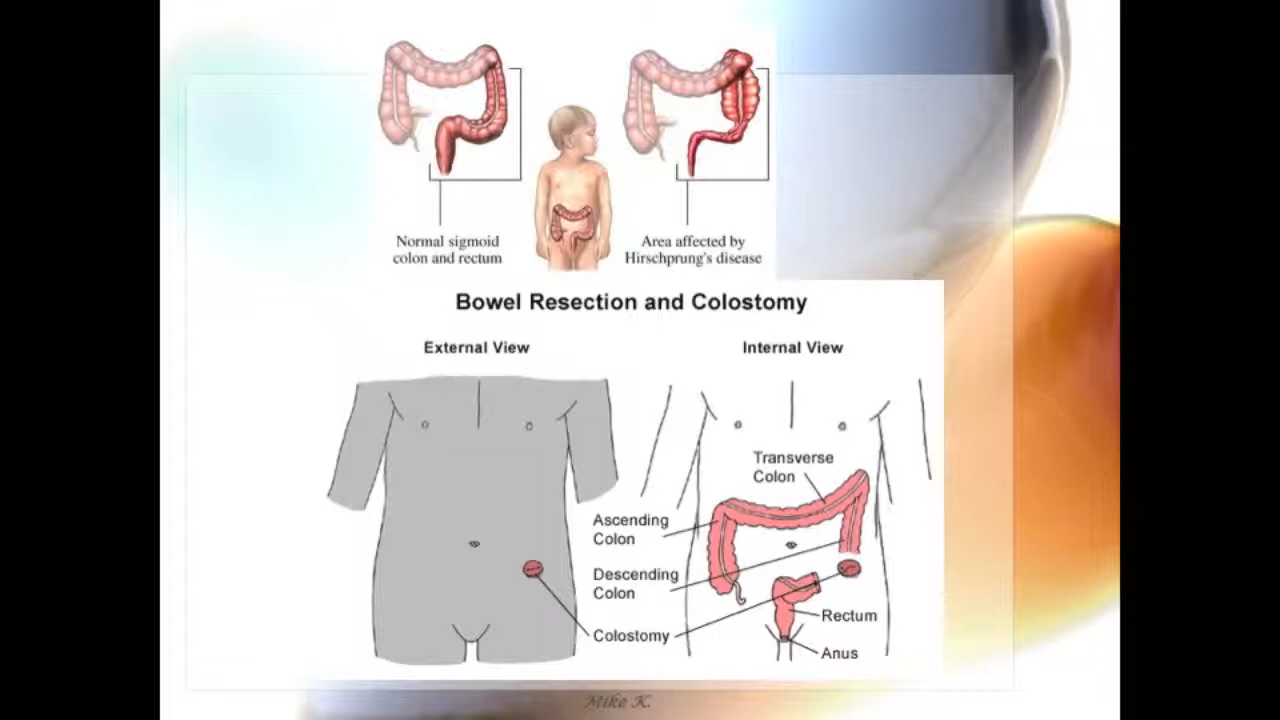 Normal sigmoid
colon and rectum
Area affected by
Hirschprung's disease
Bowel Resection and Colostomy
External View
Internal View
Transverse
Colon
Ascending
Colon
Descending
Colon
Colostomy
Rectum
Anus
Mike K.